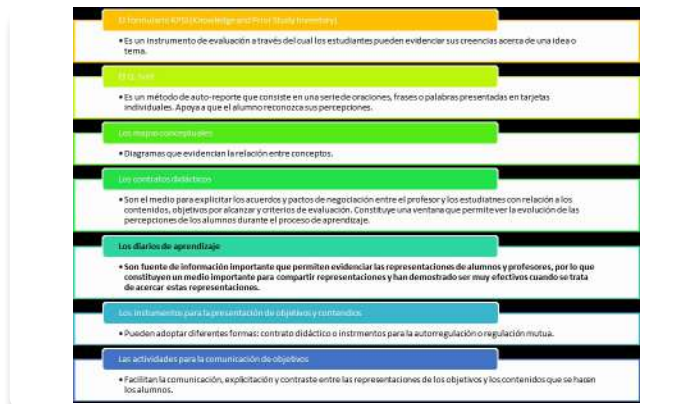 El formulario KPSI (Knowledge and Prior Study Inventory)
• Es un instrumento de evaluación a través del cual los estudiantes pueden evidenciar sus creencias acerca de una idea o
tema.
El Q-sort
• Es un método de auto-reporte que consiste en una serie de oraciones, frases o palabras presentadas en tarjetas
individuales. Apoya a que el alumno reconozca sus percepciones.
Los mapas conceptuales
• Diagramas que evidencian la relación entre conceptos.
Los contratos didácticos
• Son el medio para explicitar los acuerdos y pactos de negociación entre el profesor y los estudiatnes con relación a los
contenidos, objetivos por alcanzar y criterios de evaluación. Constituye una ventana que permite ver la evolución de las
percepciones de los alumnos durante el proceso de aprendizaje.
Los diarios de aprendizaje
• Son fuente de información importante que permiten evidenciar las representaciones de alumnos y profesores, por lo que
constituyen un medio importante para compartir representaciones y han demostrado ser muy efectivos cuando se trata
de acercar estas representaciones.
Los instrumentos para la presentación de objetivos y contendios
• Pueden adoptar diferentes formas: contrato didáctico o instrmentos para la autorregulación o regulación mutua.
Las actividades para la comunicación de objetivos
• Facilitan la comunicación, explicitación y contraste entre las representaciones de los objetivos y los contenidos que se hacen
los alumnos.